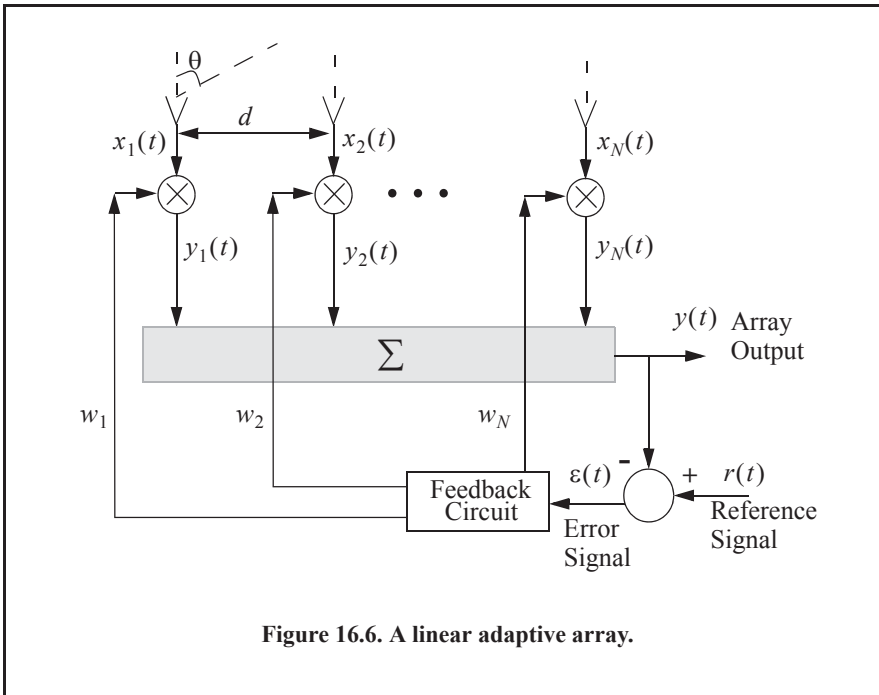 θ
d
x₁(t) x₂(t) xN(t)
y₁(t) y₂(t) yN(t)
y(t) Array
Output
Σ
w₁ w₂ wN
ε(t) - + r(t)
Feedback
Circuit
Error
Signal
Reference
Signal
Figure 16.6. A linear adaptive array.